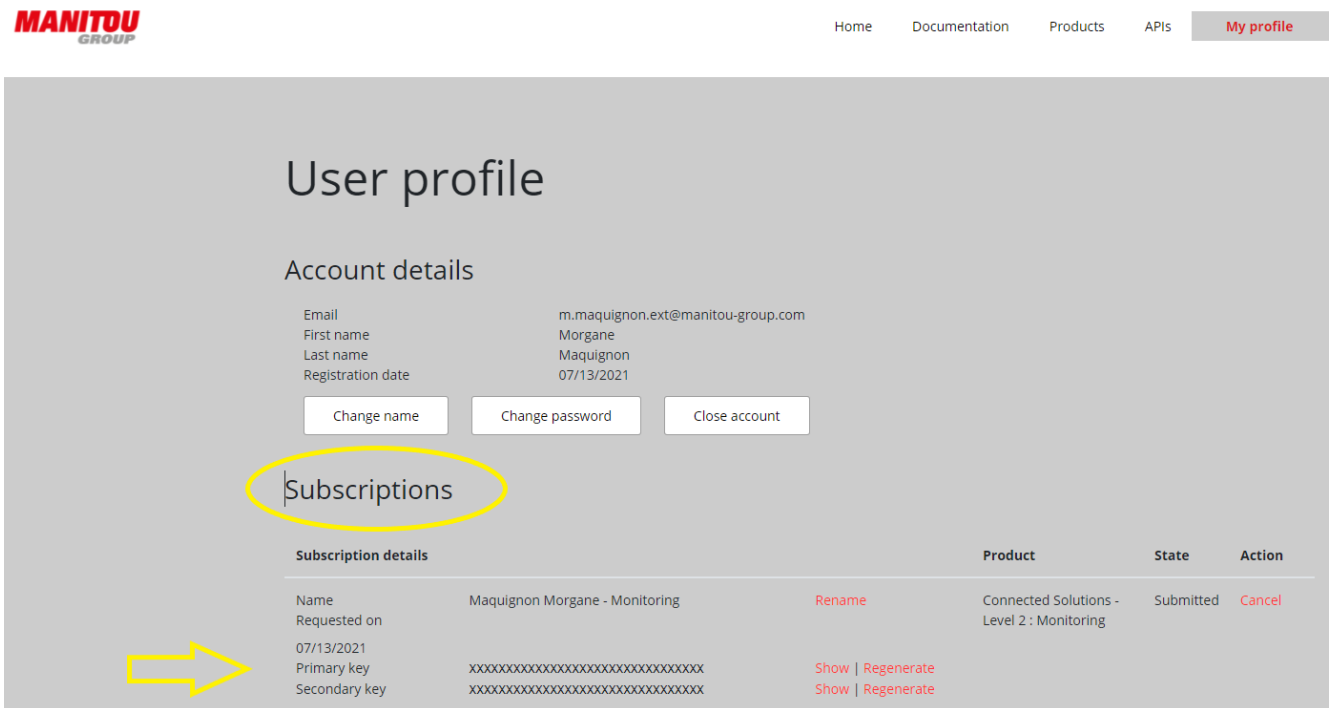 MANITOU
GROUP
Home Documentation Products APIs My profile
User profile
Account details
Email m.maquignon.ext@manitou-group.com
First name Morgane
Last name Maquignon
Registration date 07/13/2021
Change name Change password Close account
Subscriptions
Subscription details Product State Action
Name Maquignon Morgane - Monitoring Rename Connected Solutions - Submitted Cancel
Requested on Level 2 : Monitoring
07/13/2021
Primary key XXXXXXXXXXXXXXXXXXXXXXXXXXXXXXXX Show | Regenerate
Secondary key XXXXXXXXXXXXXXXXXXXXXXXXXXXXXXXX Show | Regenerate